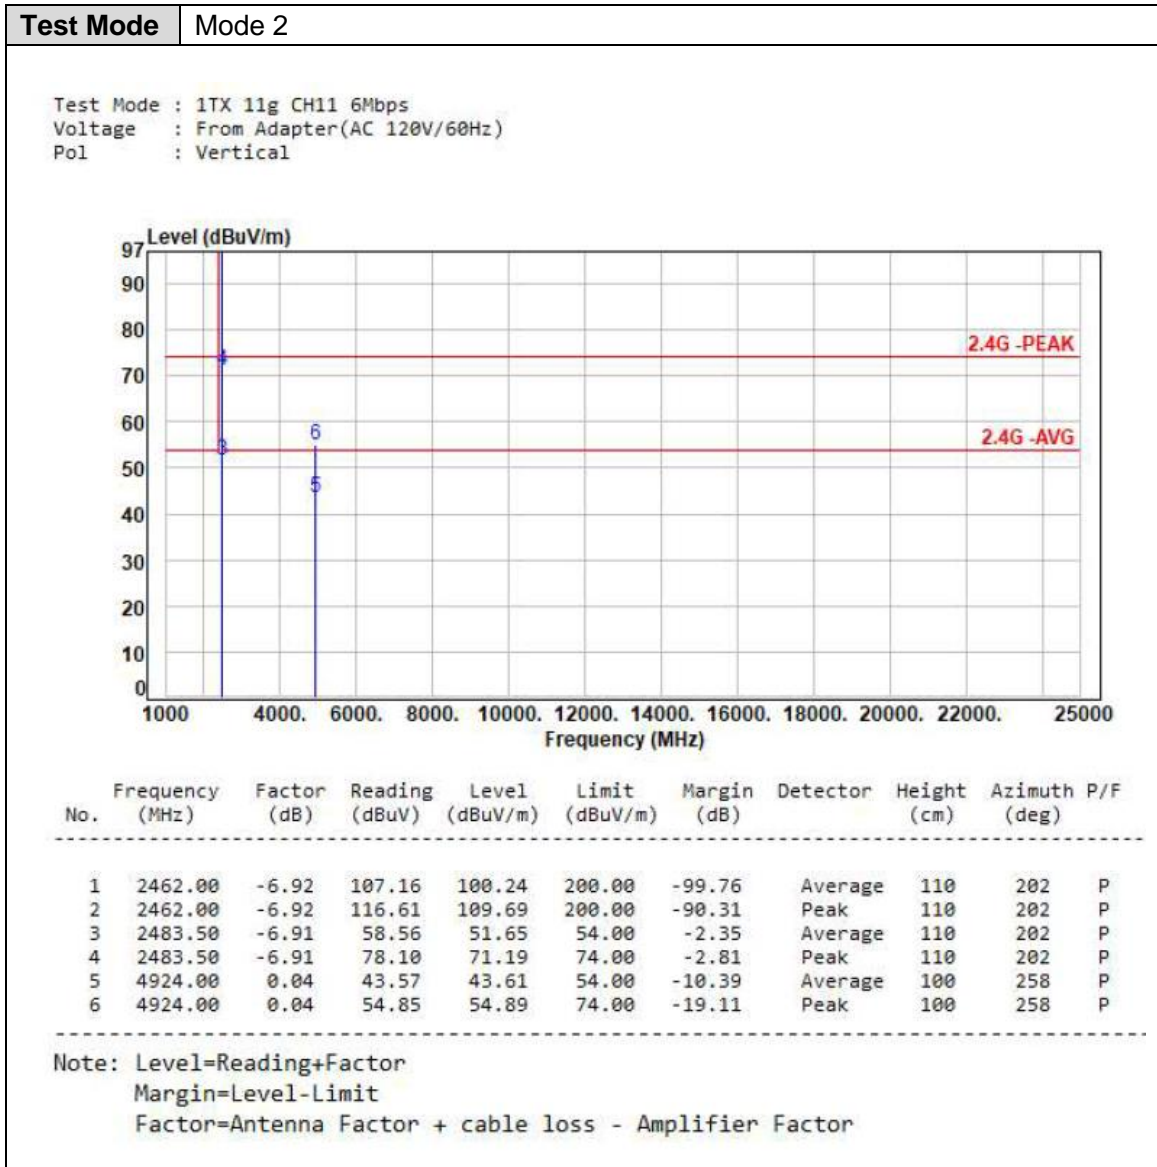 Test Mode Mode 2
Test Mode : 1TX 11g CH11 6Mbps
Voltage : From Adapter(AC 120V/60Hz)
Pol : Vertical
Level (dBuV/m)
97
90
80
2.4G -PEAK
4
70
60
6
2.4G -AVG
3
50
5
40
30
20
10
0
1000 4000. 6000. 8000. 10000. 12000. 14000. 16000. 18000. 20000. 22000. 25000
Frequency (MHz)
Frequency Factor Reading Level Limit Margin Detector Height Azimuth P/F
No. (MHz) (dB) (dBuV) (dBuV/m) (dBuV/m) (dB) (cm) (deg)
1 2462.00 -6.92 107.16 100.24 200.00 -99.76 Average 110 202 P
2 2462.00 -6.92 116.61 109.69 200.00 -90.31 Peak 110 202 P
3 2483.50 -6.91 58.56 51.65 54.00 -2.35 Average 110 202 P
4 2483.50 -6.91 78.10 71.19 74.00 -2.81 Peak 110 202 P
5 4924.00 0.04 43.57 43.61 54.00 -10.39 Average 100 258 P
6 4924.00 0.04 54.85 54.89 74.00 -19.11 Peak 100 258 P
Note: Level=Reading+Factor
Margin=Level-Limit
Factor=Antenna Factor + cable loss - Amplifier Factor